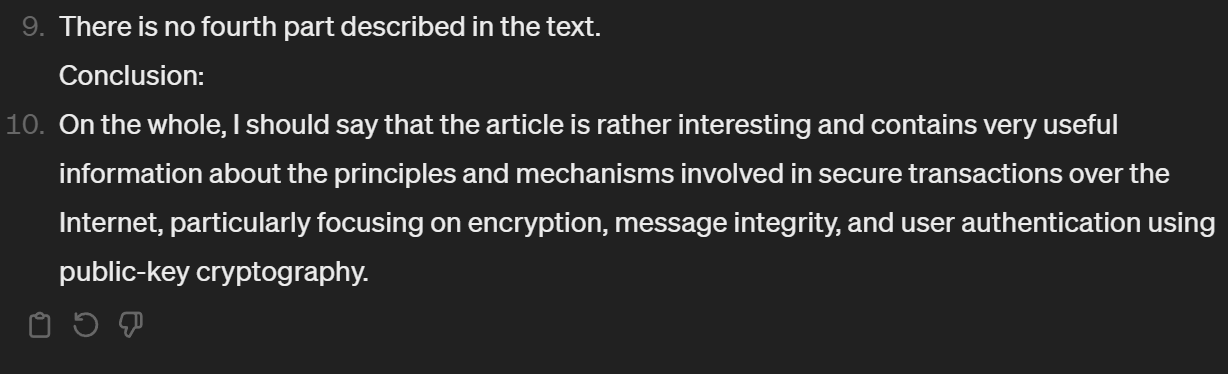 9. There is no fourth part described in the text.
Conclusion:
10. On the whole, I should say that the article is rather interesting and contains very useful
information about the principles and mechanisms involved in secure transactions over the
Internet, particularly focusing on encryption, message integrity, and user authentication using
public-key cryptography.